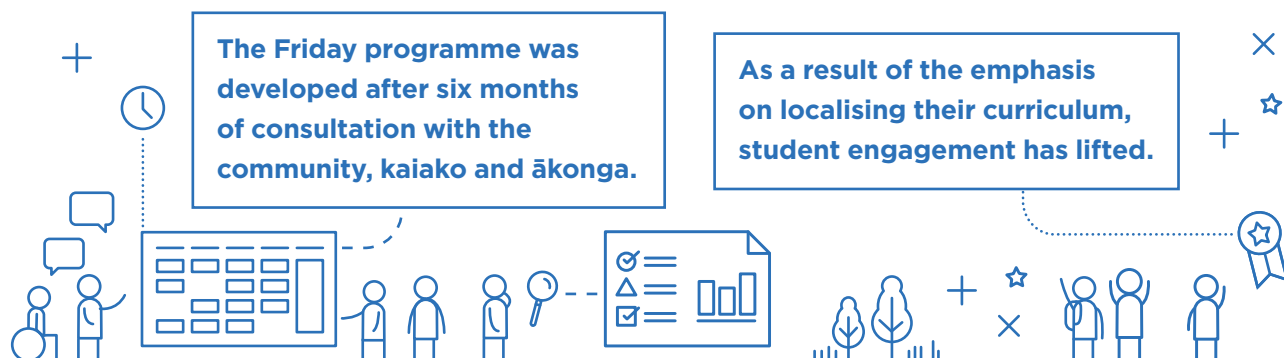 The Friday programme was
developed after six months
of consultation with the
community, kaiako and ākonga.
As a result of the emphasis
on localising their curriculum,
student engagement has lifted.